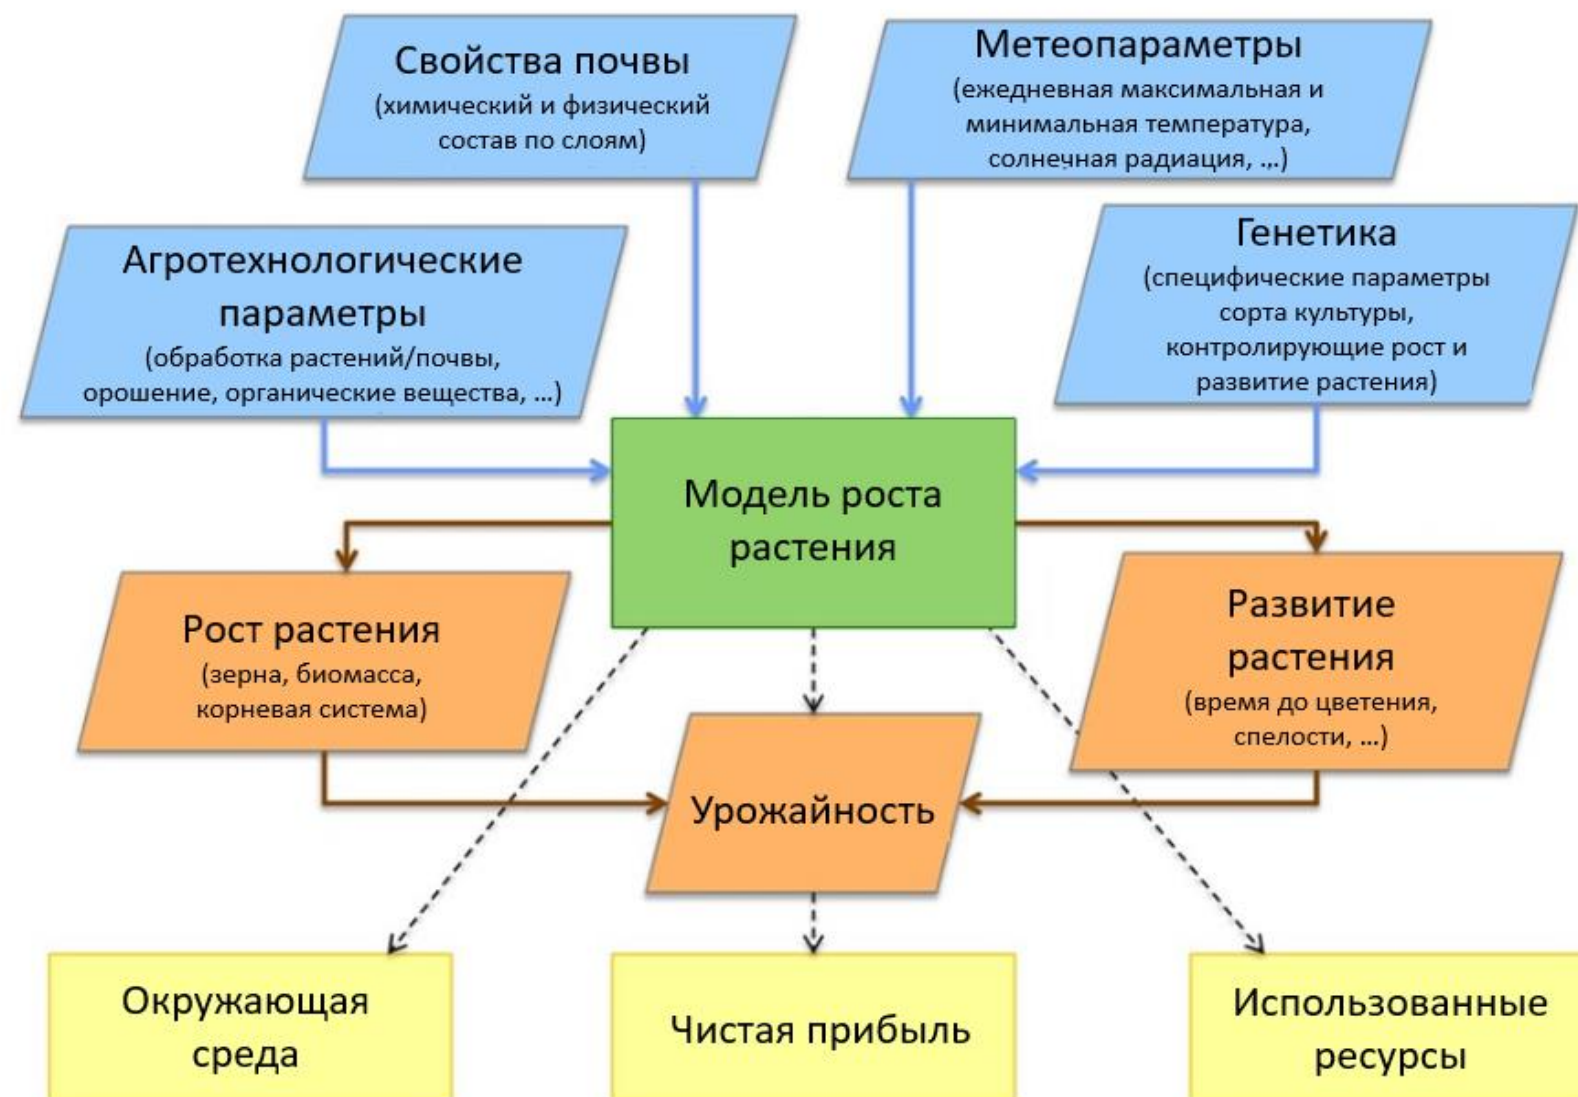 Свойства почвы
(химический и физический
состав по слоям)
Метеопараметры
(ежедневная максимальная и
минимальная температура,
солнечная радиация, ...)
Агротехнологические
параметры
(обработка растений/почвы,
орошение, органические вещества, ...)
Генетика
(специфические параметры
сорта культуры,
контролирующие рост и
развитие растения)
Модель роста
растения
Рост растения
(зерна, биомасса,
корневая система)
Развитие
растения
(время до цветения,
спелости, ...)
Урожайность
Окружающая
среда
Чистая прибыль
Использованные
ресурсы